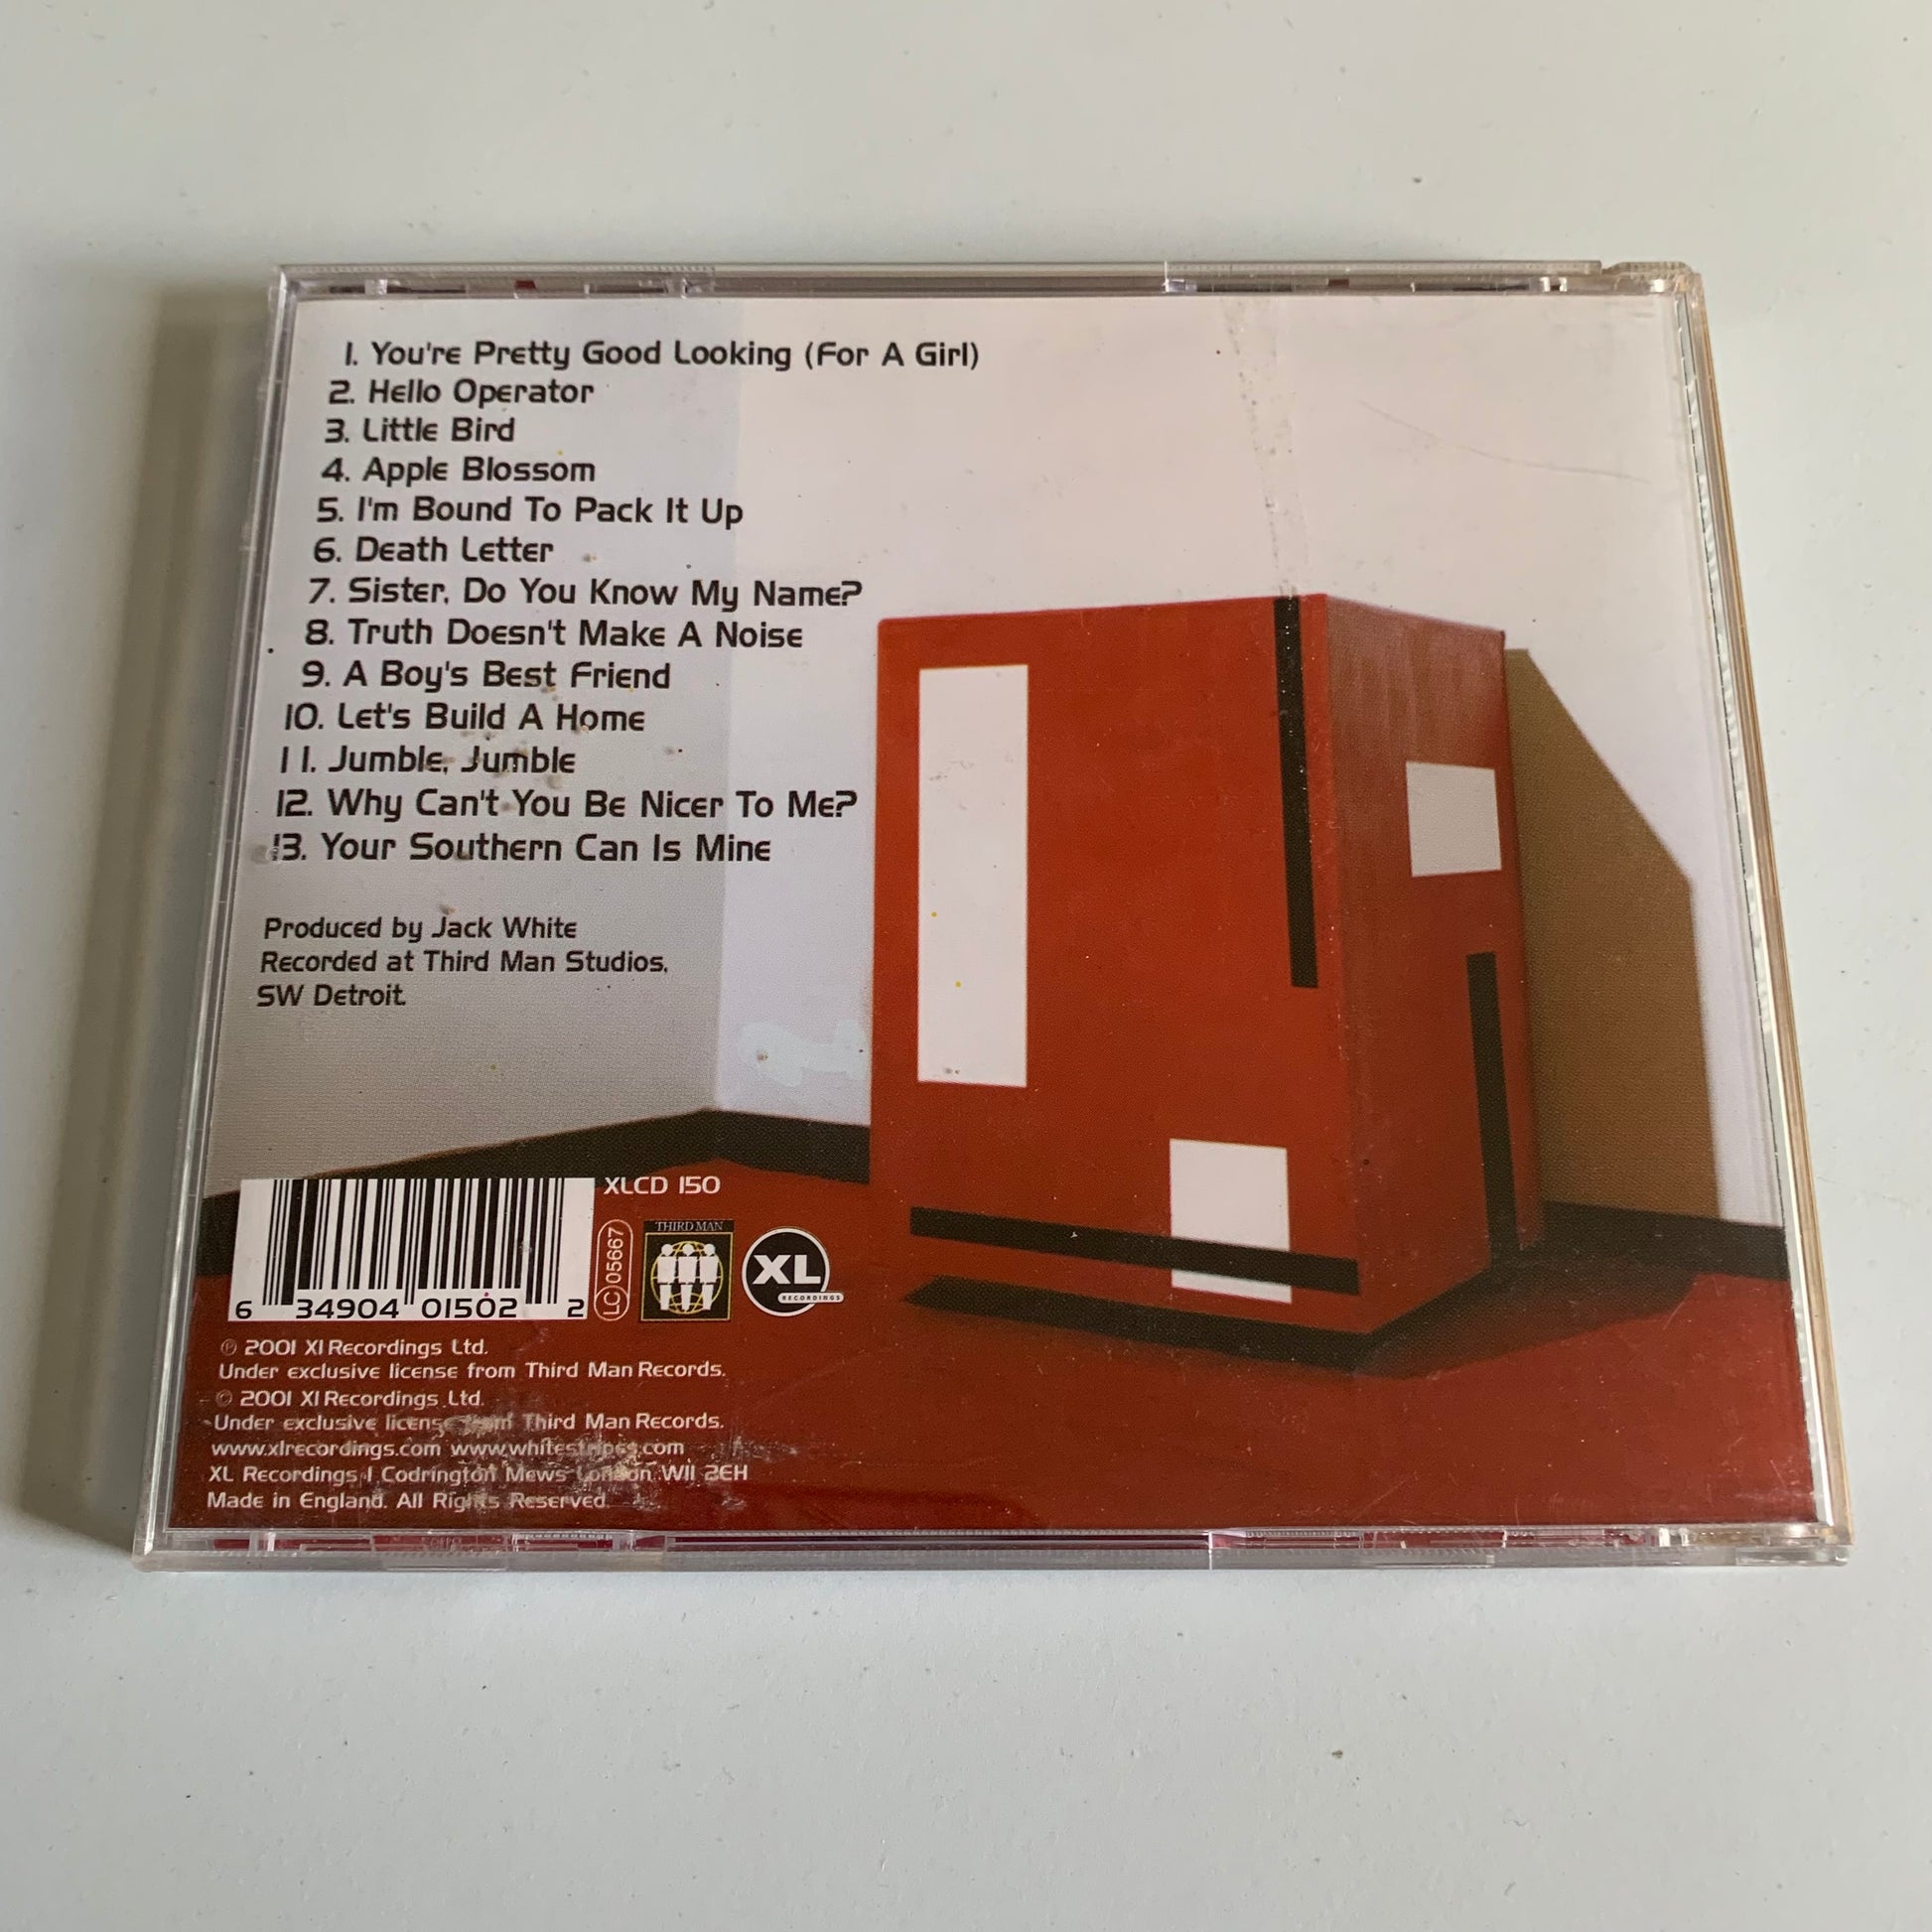 1. You're Pretty Good Looking (For A Girl)
2. Hello Operator
3. Little Bird
4. Apple Blossom
5. I'm Bound To Pack It Up
6. Death Letter
7. Sister, Do You Know My Name?
8. Truth Doesn't Make A Noise
9. A Boy's Best Friend
10. Let's Build A Home
11. Jumble, Jumble
12. Why Can't You Be Nicer To Me?
13. Your Southern Can Is Mine
Produced by Jack White
Recorded at Third Man Studios,
SW Detroit.
XLCD 150
6 34904 01502 2
LC 05667
THIRD MAN
XL
RECORDINGS
℗ 2001 Xl Recordings Ltd.
Under exclusive license from Third Man Records.
© 2001 Xl Recordings Ltd.
Under exclusive license from Third Man Records.
www.xlrecordings.com www.whitestripes.com
XL Recordings 1 Codrington Mews London W11 2EH
Made in England. All Rights Reserved